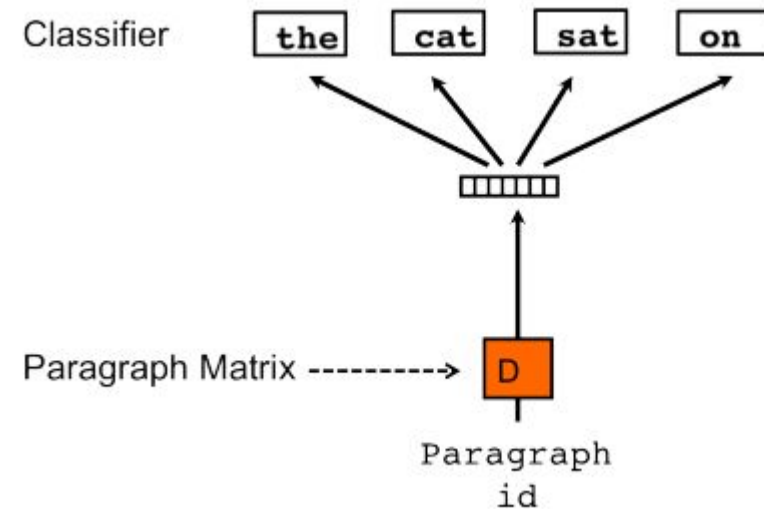 Classifier the cat sat on
Paragraph Matrix D
Paragraph
id